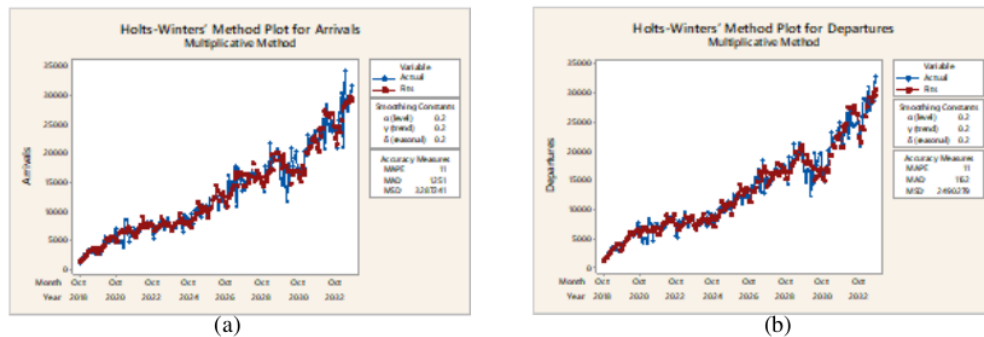 Holts-Winters' Method Plot for Arrivals
Multiplicative Method
35000
30000
25000
20000
15000
10000
5000
0
Arrivals
Month Oct Oct Oct Oct Oct Oct Oct Oct
Year 2018 2020 2022 2024 2026 2028 2030 2032
Variable
Actual
Fits
Smoothing Constants
α (level) 0.2
γ (trend) 0.2
δ (seasonal) 0.2
Accuracy Measures
MAPE 11
MAD 1251
MSD 3287241
(a)
Holts-Winters' Method Plot for Departures
Multiplicative Method
35000
30000
25000
20000
15000
10000
5000
0
Departures
Month Oct Oct Oct Oct Oct Oct Oct Oct
Year 2018 2020 2022 2024 2026 2028 2030 2032
Variable
Actual
Fits
Smoothing Constants
α (level) 0.2
γ (trend) 0.2
δ (seasonal) 0.2
Accuracy Measures
MAPE 11
MAD
MSD 2490279
(b)